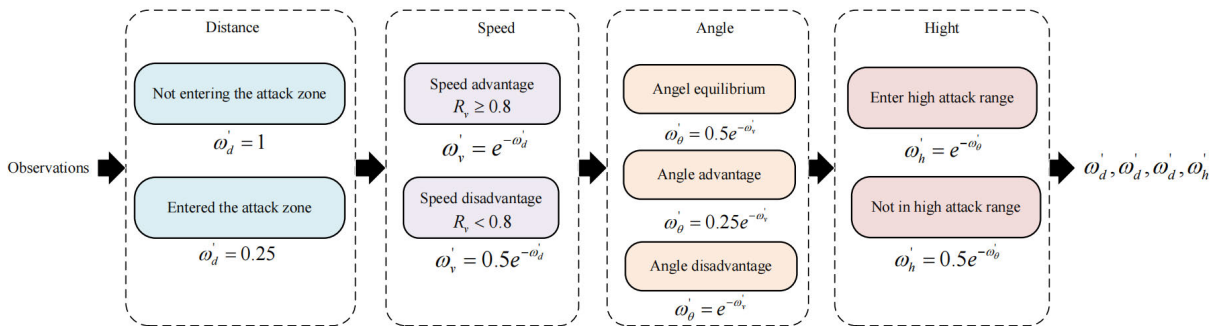 Observations
Distance
Not entering the attack zone
ω'_d = 1
Entered the attack zone
ω'_d = 0.25
Speed
Speed advantage
R_v ≥ 0.8
ω'_v = e^{-ω'_d}
Speed disadvantage
R_v < 0.8
ω'_v = 0.5e^{-ω'_d}
Angle
Angel equilibrium
ω'_θ = 0.5e^{-ω'_v}
Angle advantage
ω'_θ = 0.25e^{-ω'_v}
Angle disadvantage
ω'_θ = e^{-ω'_v}
Hight
Enter high attack range
ω'_h = e^{-ω'_θ}
Not in high attack range
ω'_h = 0.5e^{-ω'_θ}
ω'_d, ω'_d, ω'_d, ω'_h